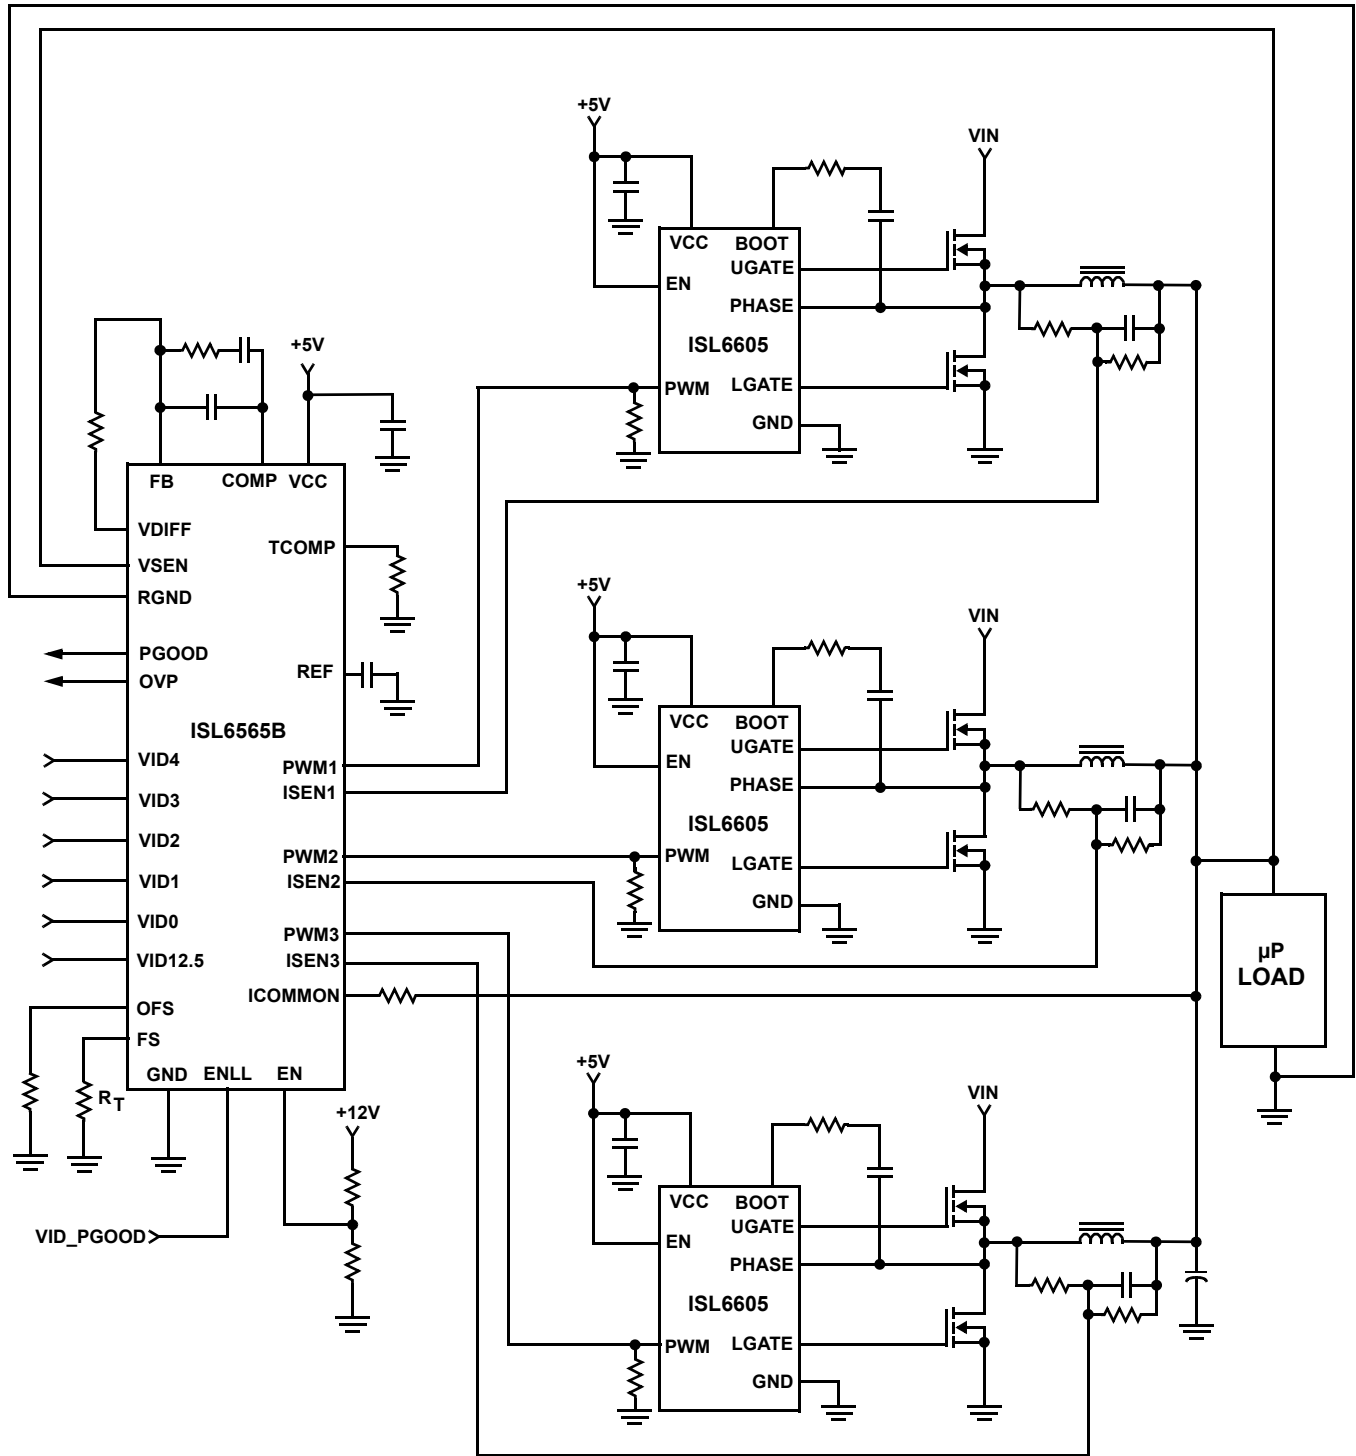 +5V
VIN
VCC
BOOT
UGATE
EN
PHASE
ISL6605
PWM
LGATE
GND
+5V
FB
COMP
VCC
VDIFF
TCOMP
VSEN
RGND
PGOOD
REF
OVP
ISL6565B
VID4
PWM1
ISEN1
VID3
VID2
PWM2
VID1
ISEN2
VID0
PWM3
VID12.5
ISEN3
ICOMMON
OFS
FS
GND
ENLL
EN
RT
+12V
VID_PGOOD
+5V
VIN
VCC
BOOT
UGATE
EN
PHASE
ISL6605
PWM
LGATE
GND
µP
LOAD
+5V
VIN
VCC
BOOT
UGATE
EN
PHASE
ISL6605
PWM
LGATE
GND